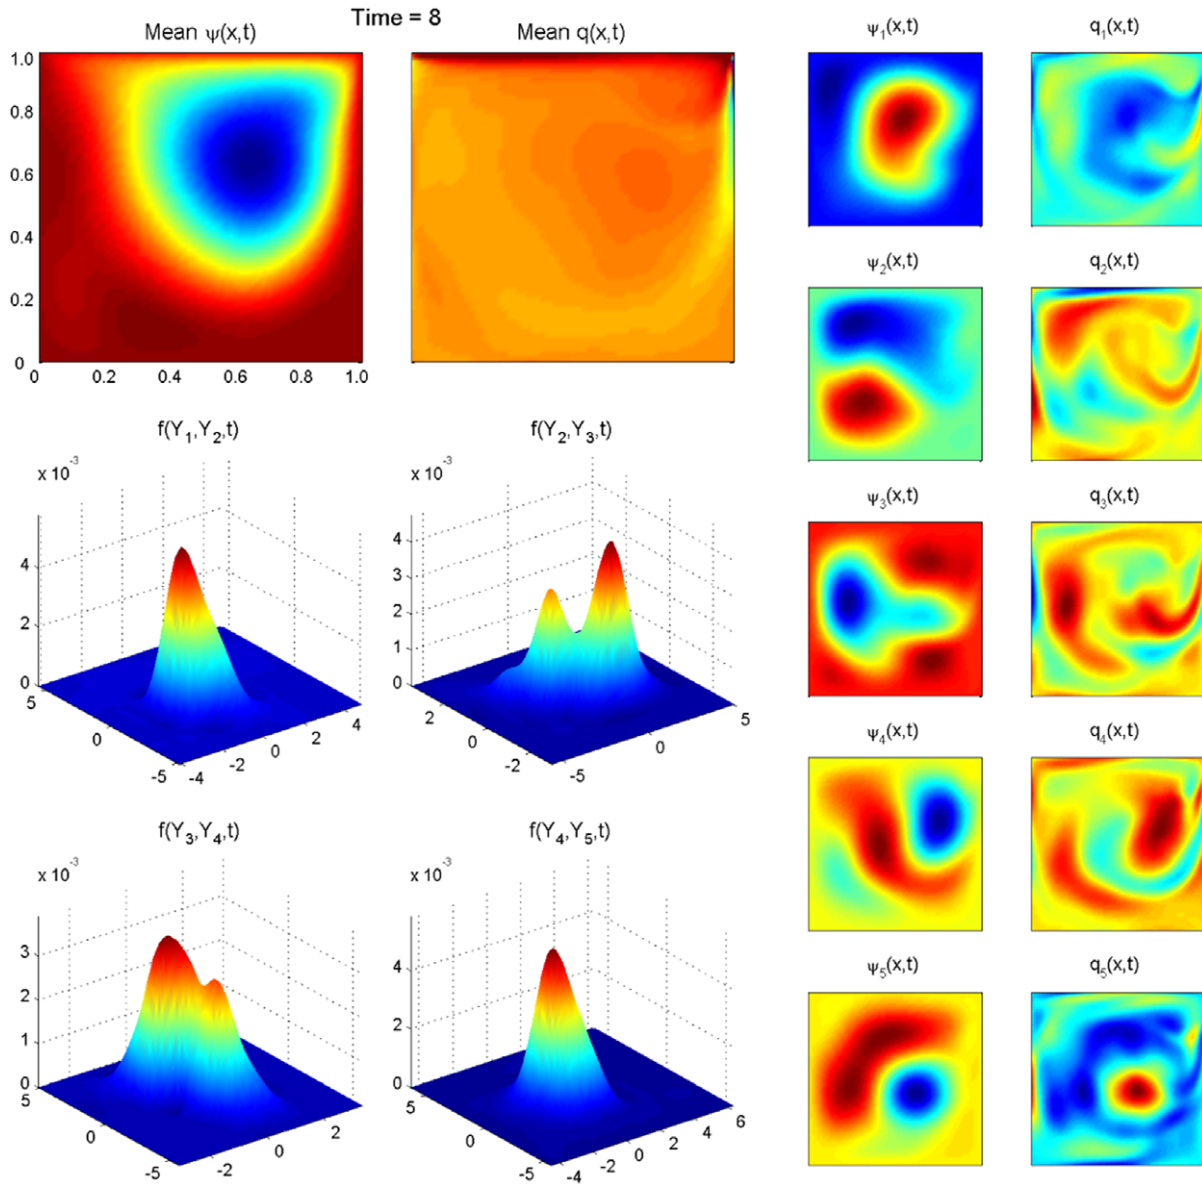 Time = 8
Mean ψ(x,t)
Mean q(x,t)
ψ₁(x,t)
q₁(x,t)
1.0
0.8
0.6
0.4
0.2
0
0 0.2 0.4 0.6 0.8 1.0
ψ₂(x,t)
q₂(x,t)
f(Y₁,Y₂,t)
f(Y₂,Y₃,t)
x 10⁻³
4
2
0
5
0
-5
-4 -2 0 2 4
x 10⁻³
4
3
2
1
0
2
0
-2
-5 0 5
ψ₃(x,t)
q₃(x,t)
ψ₄(x,t)
q₄(x,t)
f(Y₃,Y₄,t)
f(Y₄,Y₅,t)
x 10⁻³
3
2
1
0
5
0
-5
-2 0 2
x 10⁻³
4
2
0
5
0
-5
-4 -2 0 2 4 6
ψ₅(x,t)
q₅(x,t)